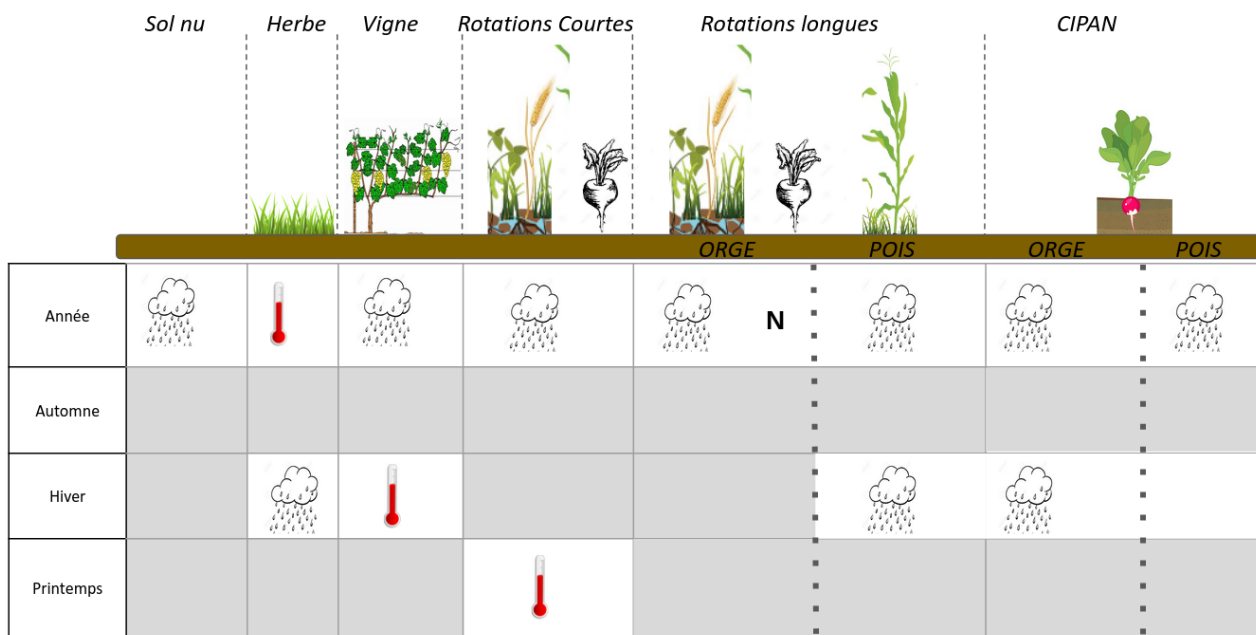 Sol nu Herbe Vigne Rotations Courtes Rotations longues CIPAN
ORGE POIS ORGE POIS
Année N
Automne
Hiver
Printemps